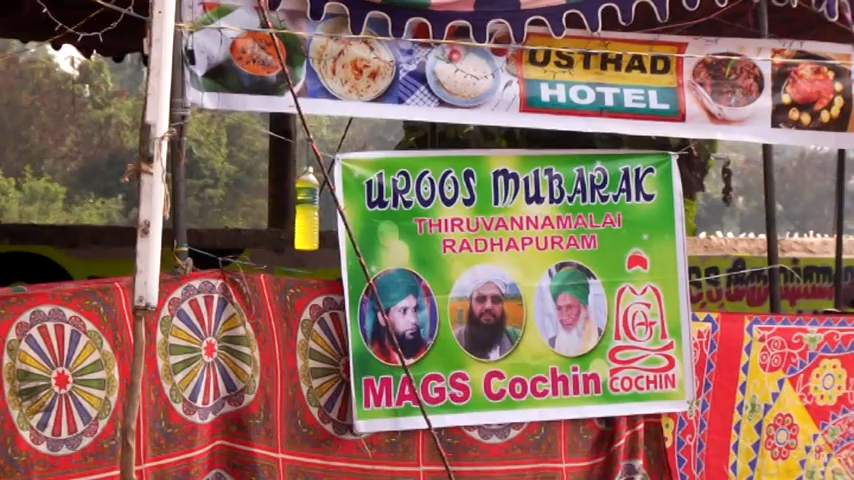 USTHAD
HOTEL
UROOS MUBARAK
THIRUVANNAMALAI
RADHAPURAM
MAGS Cochin
COCHIN